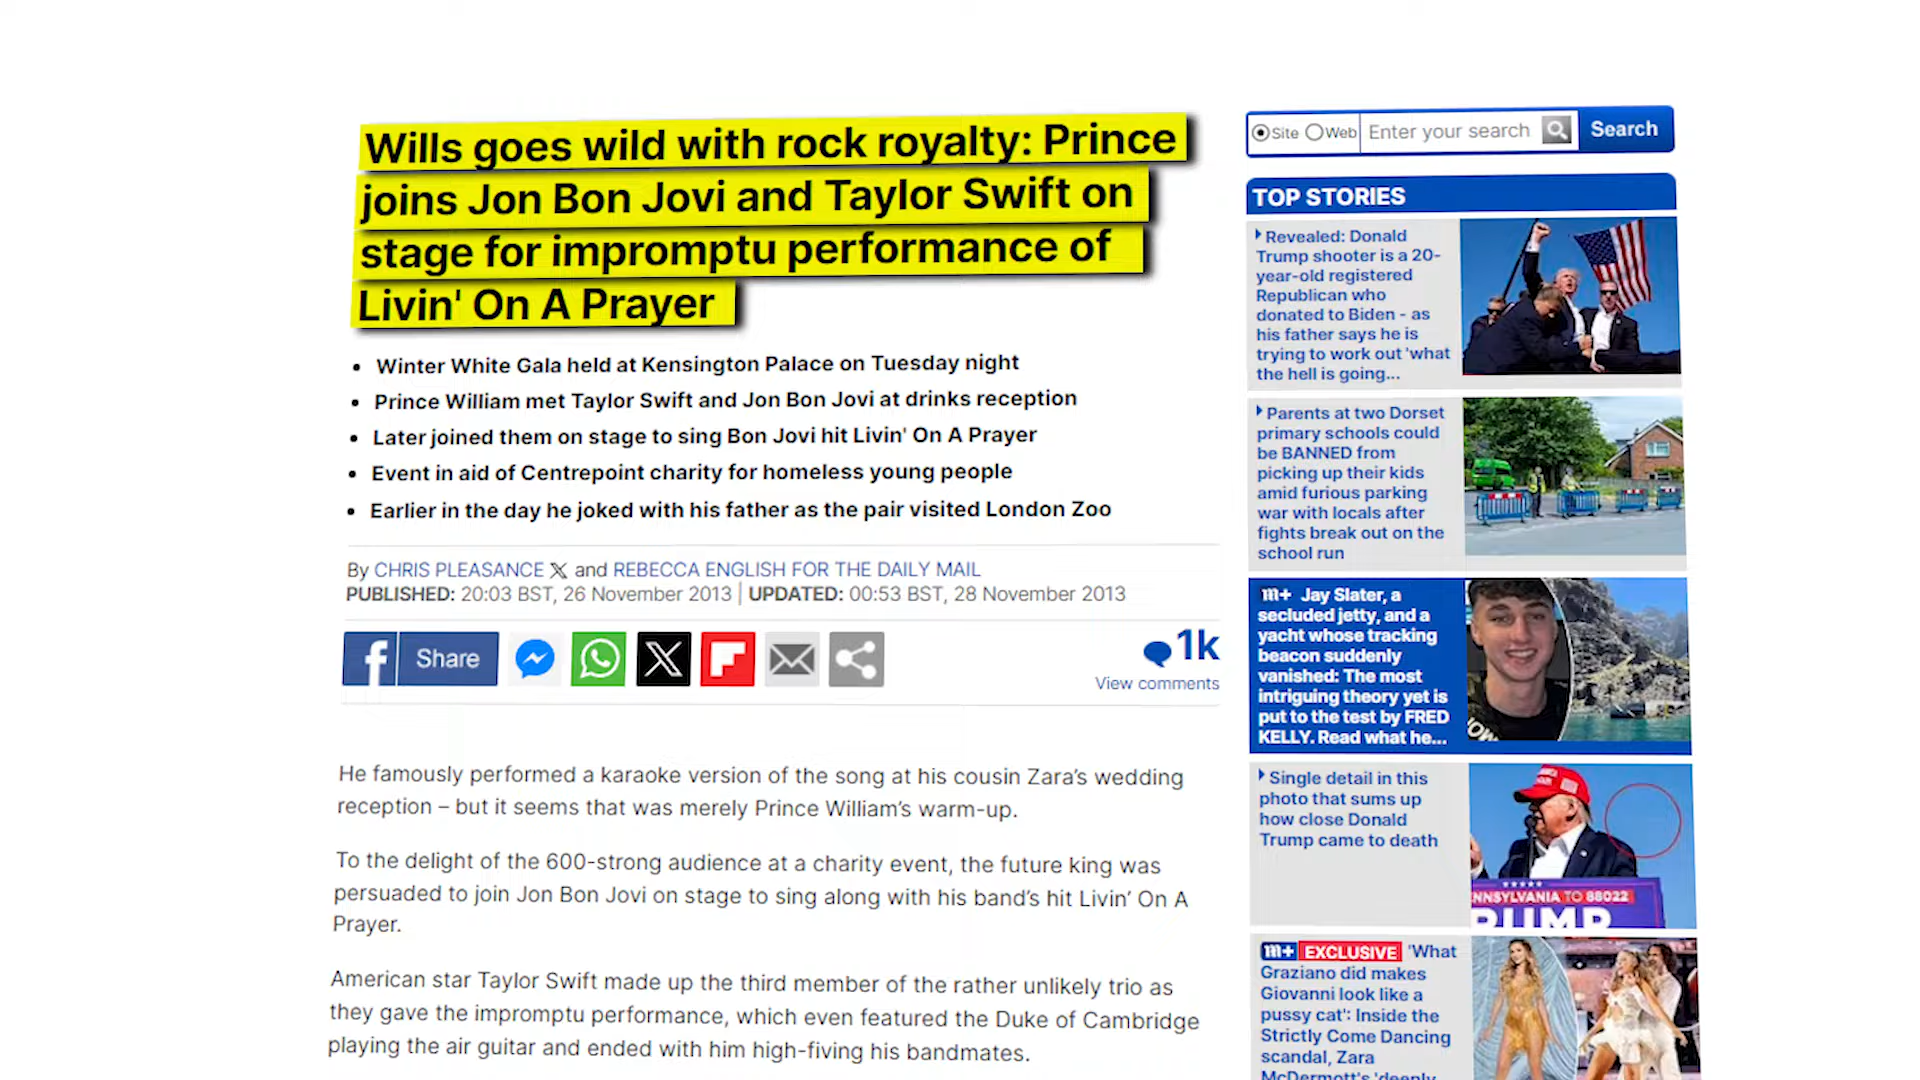 Wills goes wild with rock royalty: Prince
joins Jon Bon Jovi and Taylor Swift on
stage for impromptu performance of
Livin' On A Prayer
• Winter White Gala held at Kensington Palace on Tuesday night
• Prince William met Taylor Swift and Jon Bon Jovi at drinks reception
• Later joined them on stage to sing Bon Jovi hit Livin' On A Prayer
• Event in aid of Centrepoint charity for homeless young people
• Earlier in the day he joked with his father as the pair visited London Zoo
By CHRIS PLEASANCE X and REBECCA ENGLISH FOR THE DAILY MAIL
PUBLISHED: 20:03 BST, 26 November 2013 | UPDATED: 00:53 BST, 28 November 2013
f Share
1k
View comments
He famously performed a karaoke version of the song at his cousin Zara’s wedding
reception – but it seems that was merely Prince William’s warm-up.
To the delight of the 600-strong audience at a charity event, the future king was
persuaded to join Jon Bon Jovi on stage to sing along with his band’s hit Livin’ On A
Prayer.
American star Taylor Swift made up the third member of the rather unlikely trio as
they gave the impromptu performance, which even featured the Duke of Cambridge
playing the air guitar and ended with him high-fiving his bandmates.
Site Web Enter your search Search
TOP STORIES
Revealed: Donald
Trump shooter is a 20-
year-old registered
Republican who
donated to Biden - as
his father says he is
trying to work out 'what
the hell is going...
Parents at two Dorset
primary schools could
be BANNED from
picking up their kids
amid furious parking
war with locals after
fights break out on the
school run
m+ Jay Slater, a
secluded jetty, and a
yacht whose tracking
beacon suddenly
vanished: The most
intriguing theory yet is
put to the test by FRED
KELLY. Read what he...
Single detail in this
photo that sums up
how close Donald
Trump came to death
NNSYLVANIA TO 88022
RUMP
m+ EXCLUSIVE 'What
Graziano did makes
Giovanni look like a
pussy cat': Inside the
Strictly Come Dancing
scandal, Zara
McDermott's 'deeply